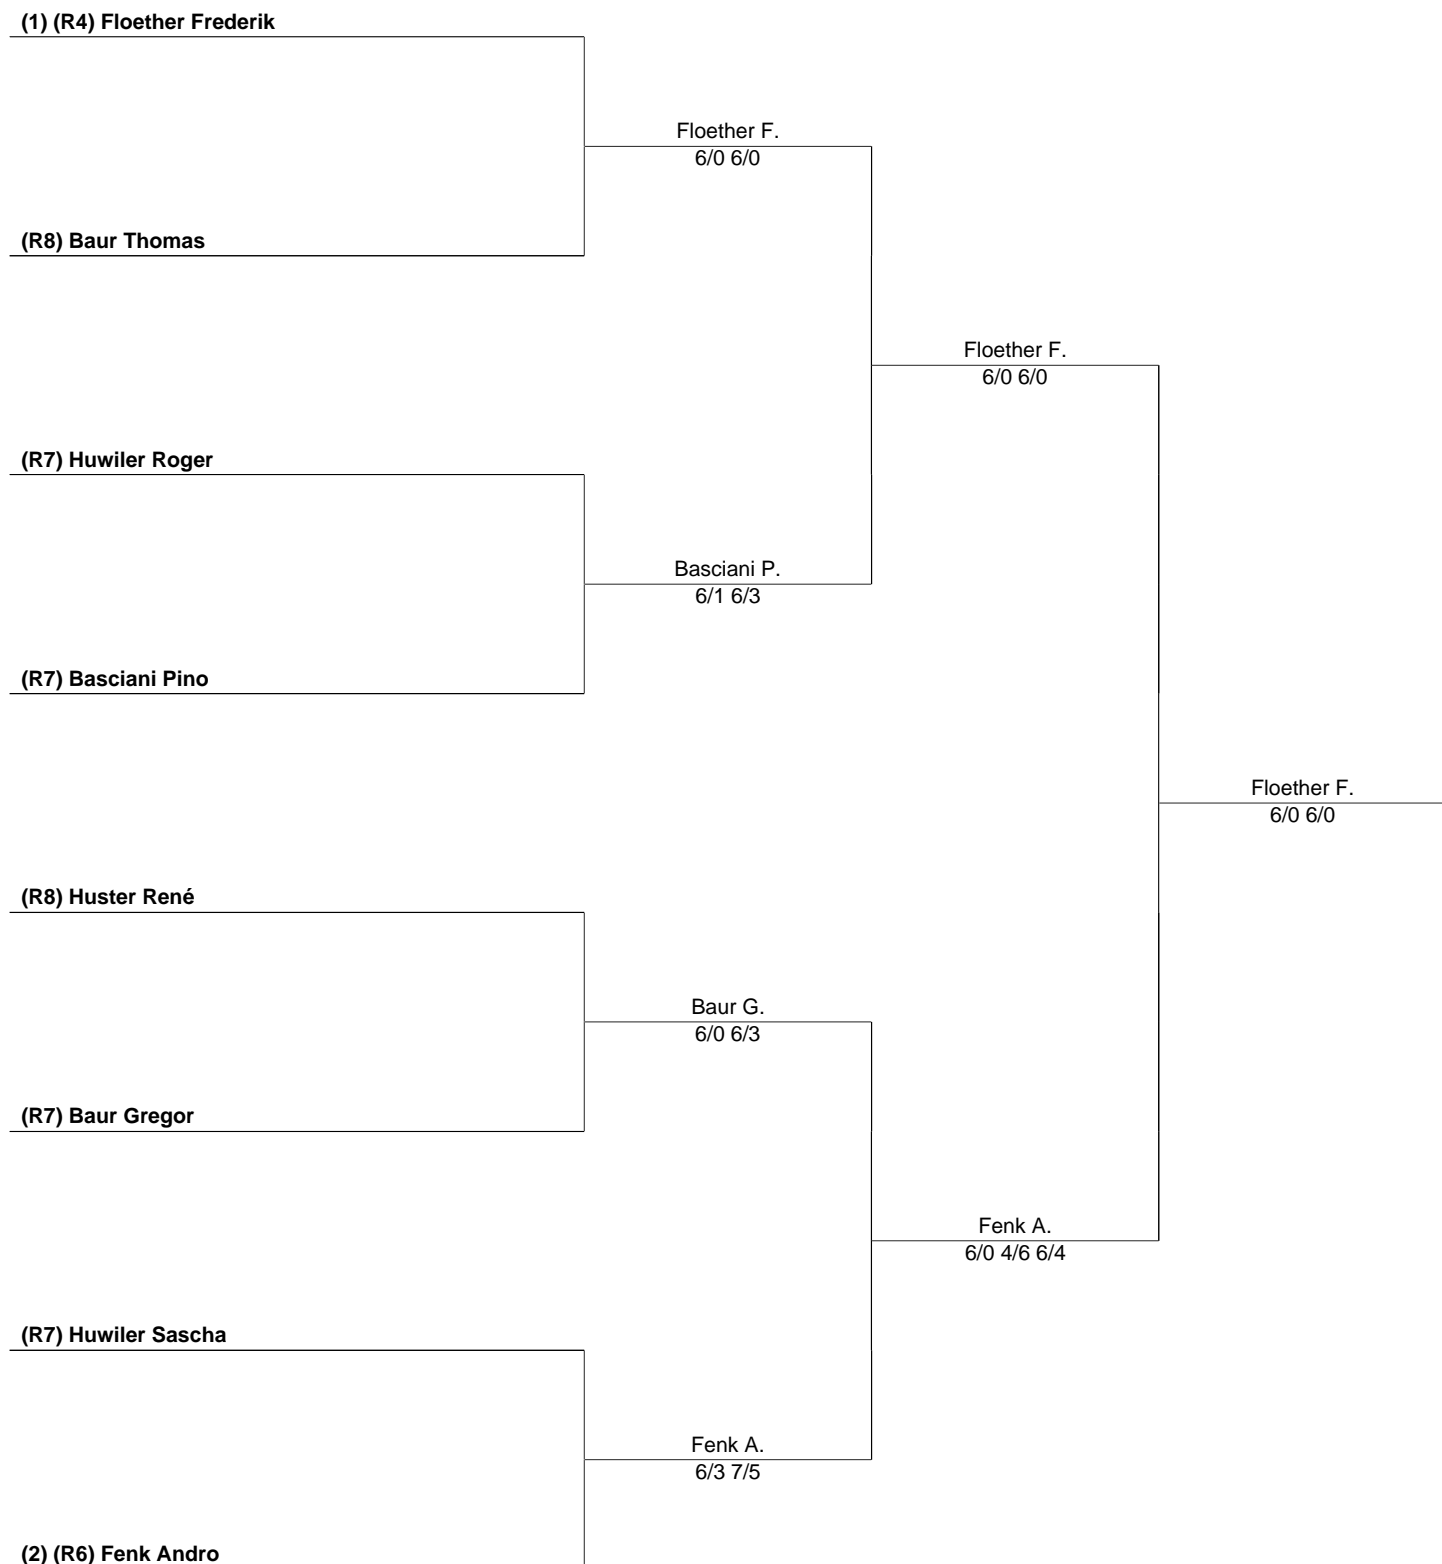 (1) (R4) Floether Frederik
Floether F.
6/0 6/0
(R8) Baur Thomas
Floether F.
6/0 6/0
(R7) Huwiler Roger
Basciani P.
6/1 6/3
(R7) Basciani Pino
Floether F.
6/0 6/0
(R8) Huster René
Baur G.
6/0 6/3
(R7) Baur Gregor
Fenk A.
6/0 4/6 6/4
(R7) Huwiler Sascha
Fenk A.
6/3 7/5
(2) (R6) Fenk Andro